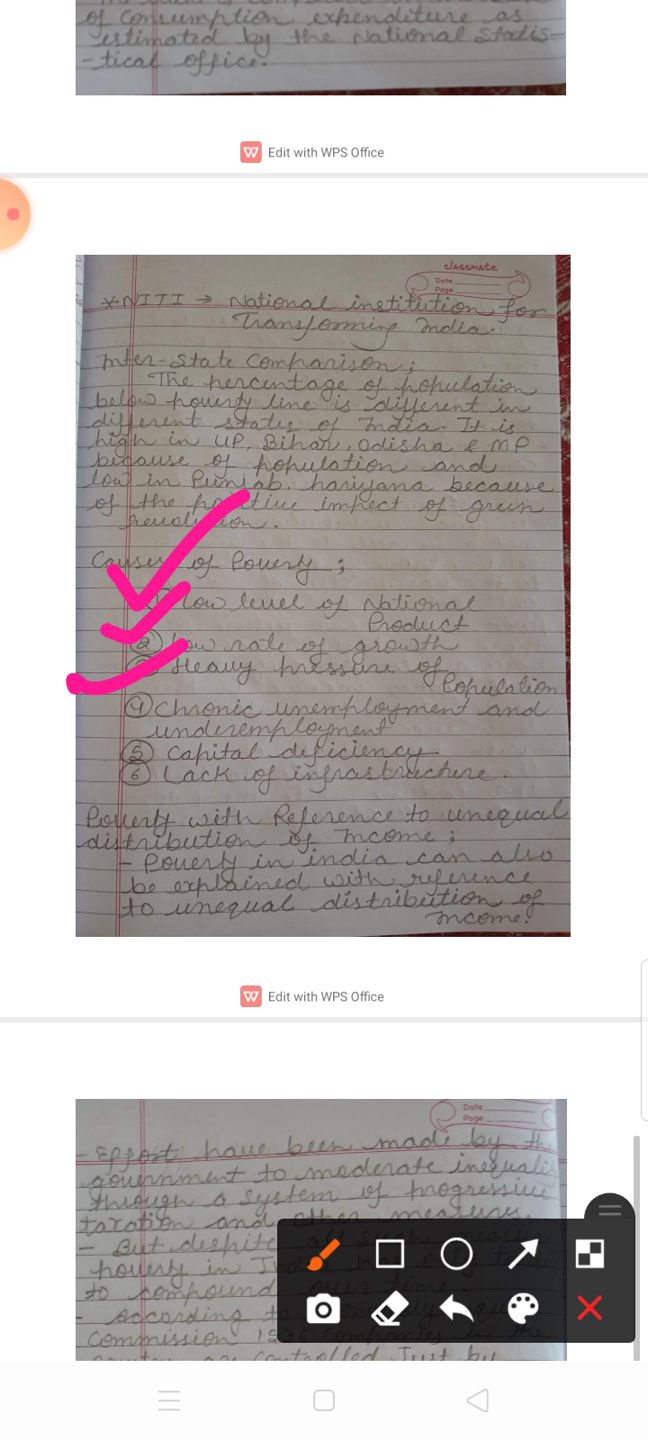 of consumption expenditure as
estimated by the National Statis-
-tical office.
Edit with WPS Office
classmate
Date
Page
*NITI → National institution for
Transforming India.
Inter-State Comparison;
The percentage of population
below poverty line is different in
different states of India. It is
high in UP, Bihar, Odisha & MP
because of population and
low in Punjab, hariyana because
of the positive impect of green
revolution.
Causes of Poverty;
low level of National
Product
② low rate of growth
Heavy pressure of
Population
④ Chronic unemployment and
underemployment
⑤ Capital deficiency
⑥ Lack of infrastructure.
Poverty with Reference to unequal
distribution of Income;
- Poverty in india can also
be explained with reference
to unequal distribution of
Income.
Edit with WPS Office
Date
Page
- Effort have been made by the
government to moderate
through a system of progressive
taxation and other measures
- But despite
poverty in
to compound over time.
- according to
Commission
controlled Just by